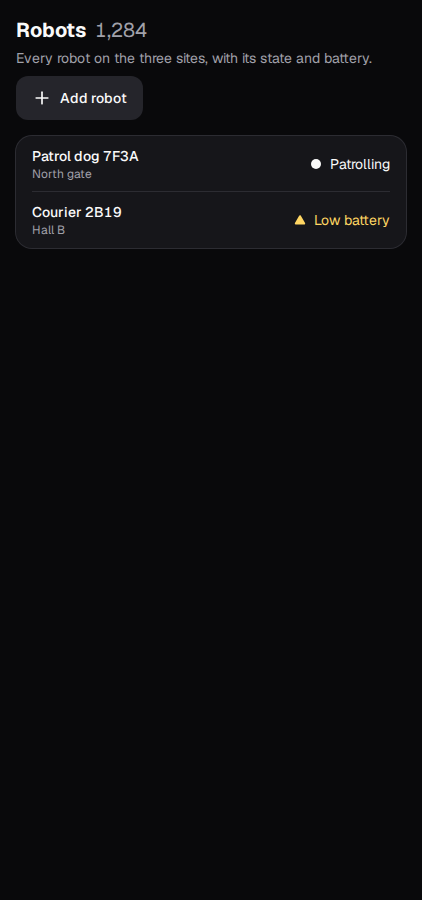 Robots 1,284
Every robot on the three sites, with its state and battery.
Add robot
Patrol dog 7F3A
Patrolling
North gate
Courier 2B19
Low battery
Hall B